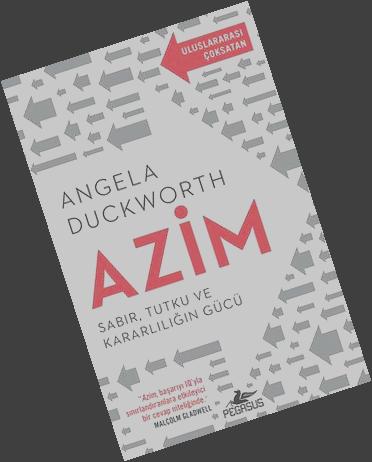 ULUSLARARASI
ÇOKSATAN
ANGELA
DUCKWORTH
AZİM
SABIR, TUTKU VE
KARARLILIĞIN GÜCÜ
"Azim, başarıyı IQ'yla
sınırlandıranlara etkileyici
bir cevap niteliğinde."
MALCOLM GLADWELL
PEGASUS